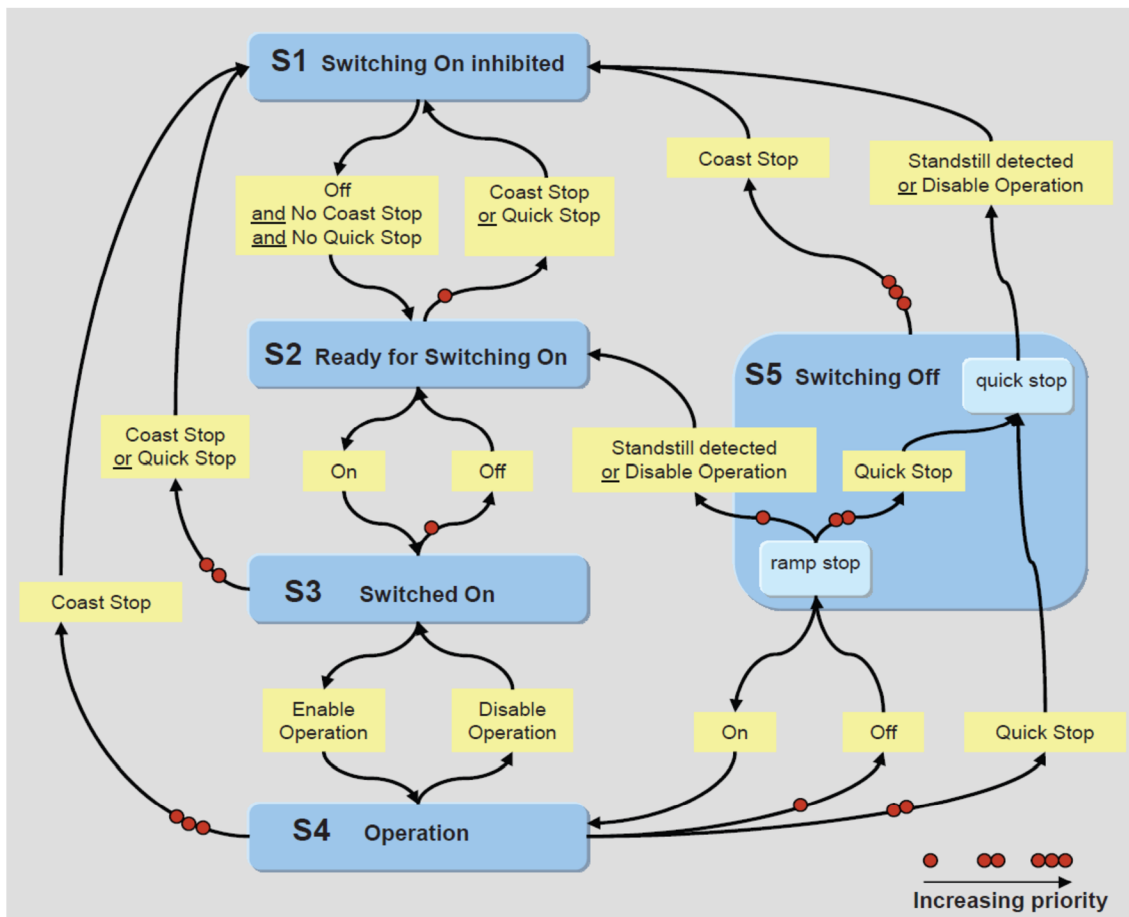 S1 Switching On inhibited
Coast Stop
Standstill detected
or Disable Operation
Off
and No Coast Stop
and No Quick Stop
Coast Stop
or Quick Stop
S2 Ready for Switching On
S5 Switching Off
quick stop
Coast Stop
or Quick Stop
On
Off
Standstill detected
or Disable Operation
Quick Stop
ramp stop
S3 Switched On
Coast Stop
Enable
Operation
Disable
Operation
On
Off
Quick Stop
S4 Operation
Increasing priority